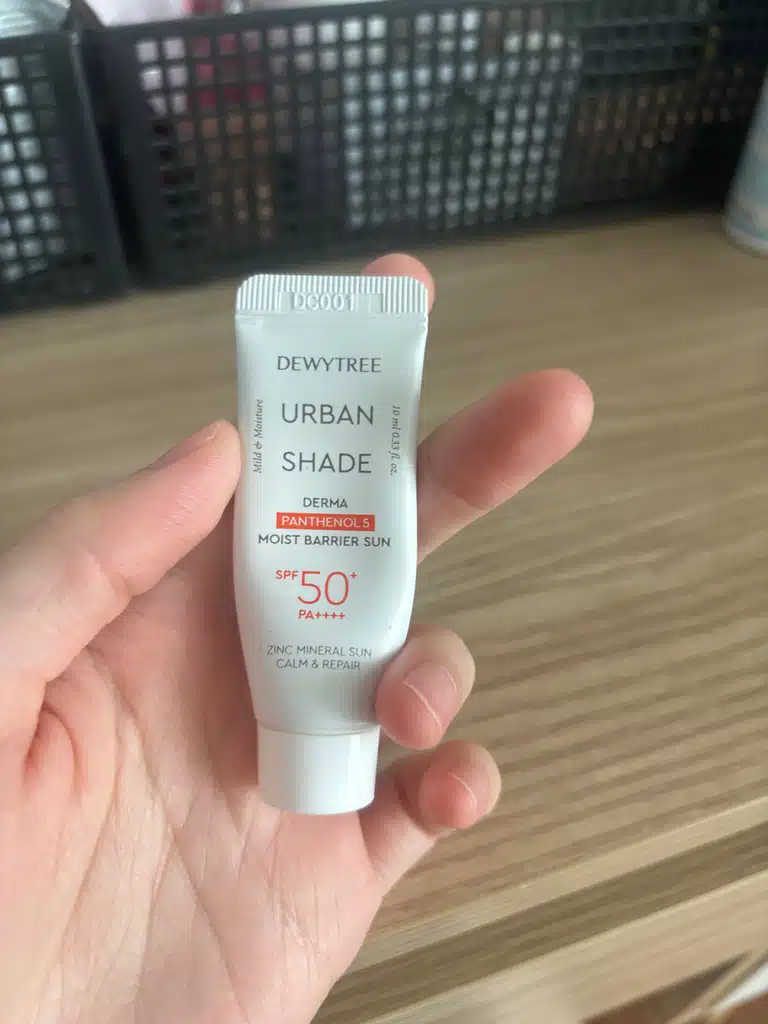 DC001
DEWYTREE
URBAN
SHADE
Mild & Moisture
10 ml 0.33 fl. oz.
DERMA
PANTHENOL 5
MOIST BARRIER SUN
SPF 50+
PA++++
ZINC MINERAL SUN
CALM & REPAIR